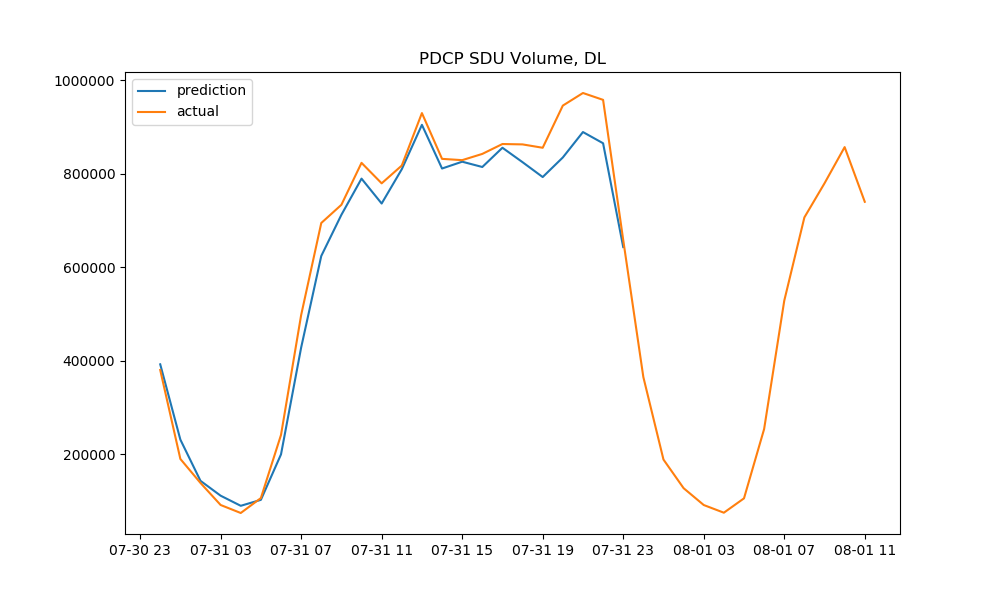 PDCP SDU Volume, DL
1000000
800000
600000
400000
200000
prediction
actual
07-30 23 07-31 03 07-31 07 07-31 11 07-31 15 07-31 19 07-31 23 08-01 03 08-01 07 08-01 11